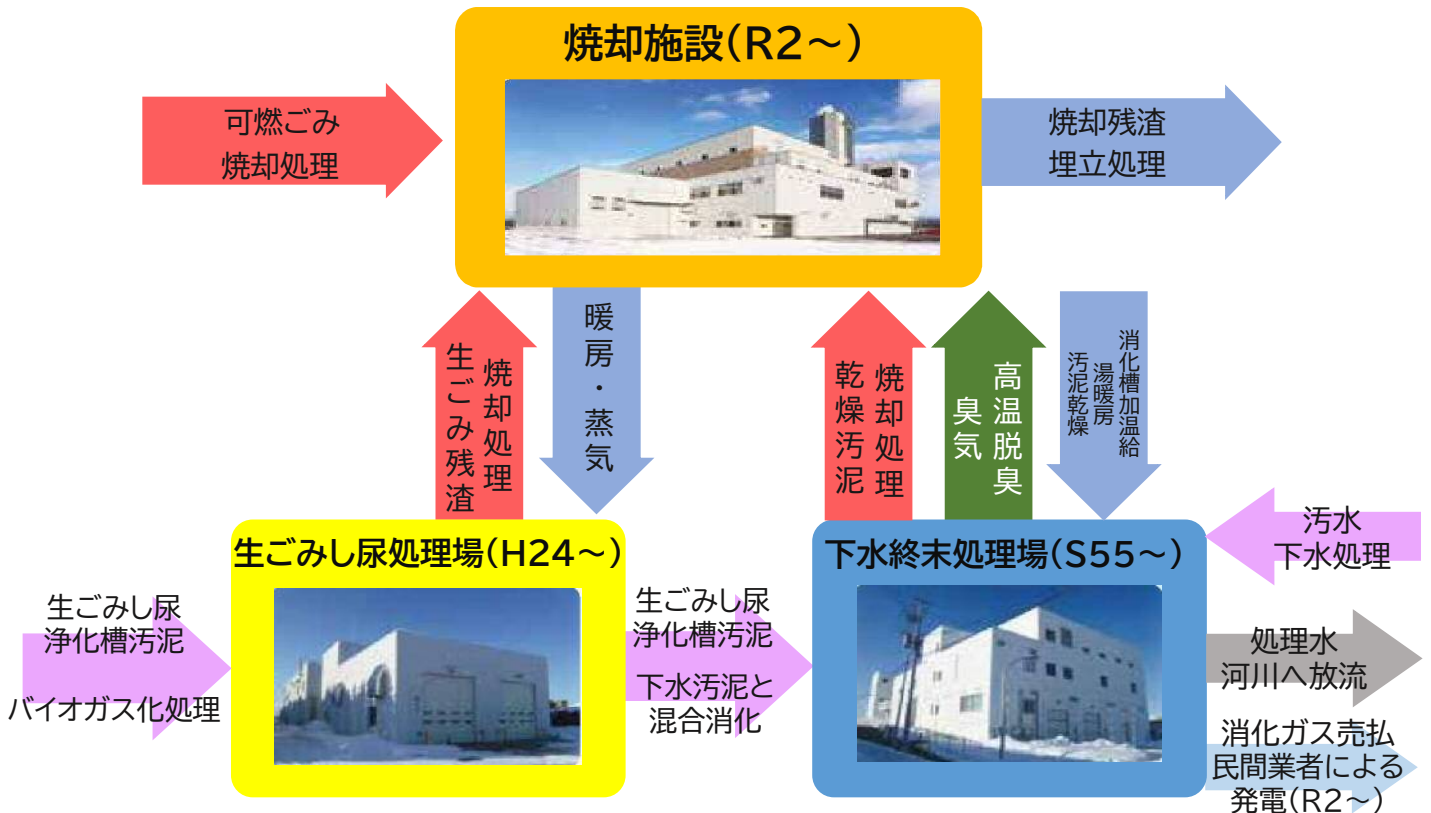 焼却施設(R2～)
可燃ごみ
焼却処理
焼却残渣
埋立処理
焼却処理
生ごみ残渣
暖房・蒸気
焼却処理
乾燥汚泥
高温脱臭
臭気
消化槽加温給
湯暖房
汚泥乾燥
生ごみし尿処理場(H24～)
下水終末処理場(S55～)
汚水
下水処理
生ごみし尿
浄化槽汚泥
バイオガス化処理
生ごみし尿
浄化槽汚泥
下水汚泥と
混合消化
処理水
河川へ放流
消化ガス売払
民間業者による
発電(R2～)